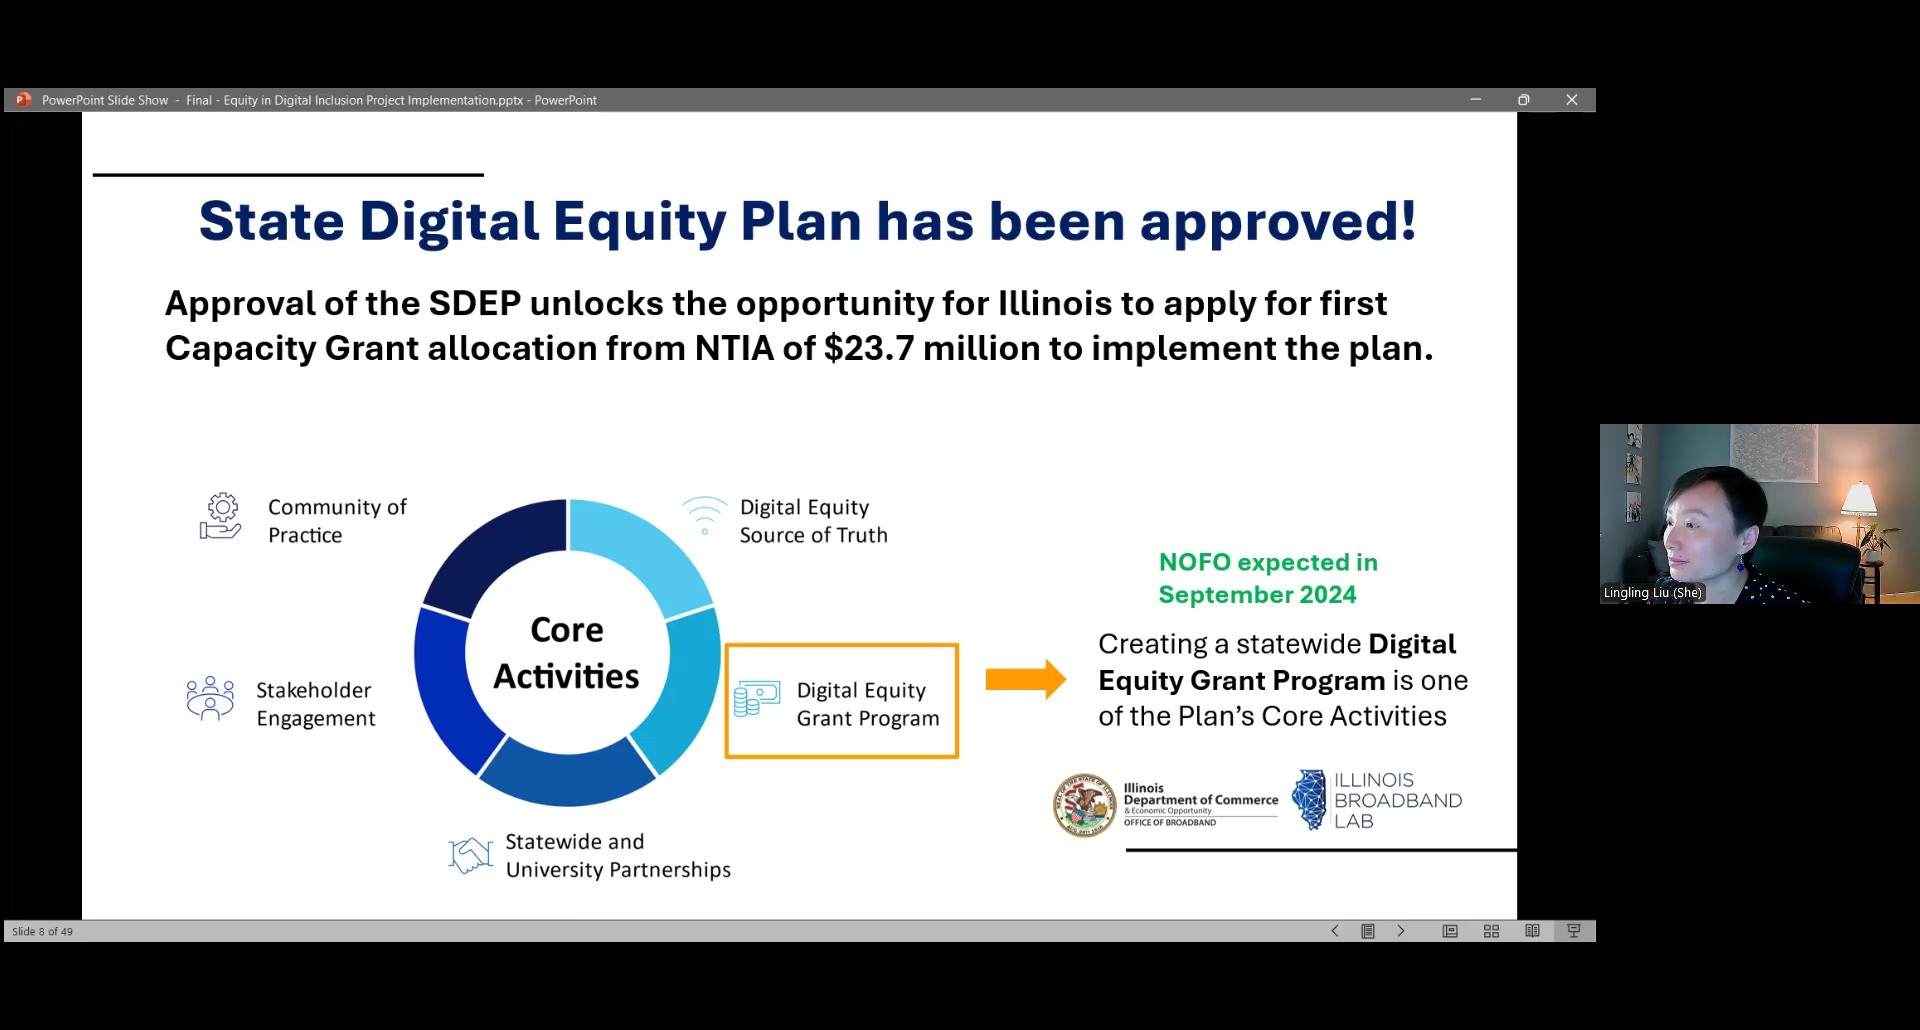 PowerPoint Slide Show - Final - Equity in Digital Inclusion Project Implementation.pptx - PowerPoint
State Digital Equity Plan has been approved!
Approval of the SDEP unlocks the opportunity for Illinois to apply for first
Capacity Grant allocation from NTIA of $23.7 million to implement the plan.
Community of
Practice
Digital Equity
Source of Truth
Core
Activities
Stakeholder
Engagement
Digital Equity
Grant Program
Statewide and
University Partnerships
NOFO expected in
September 2024
Creating a statewide Digital
Equity Grant Program is one
of the Plan's Core Activities
Illinois
Department of Commerce
& Economic Opportunity
OFFICE OF BROADBAND
ILLINOIS
BROADBAND
LAB
Lingling Liu (She)
Slide 8 of 49